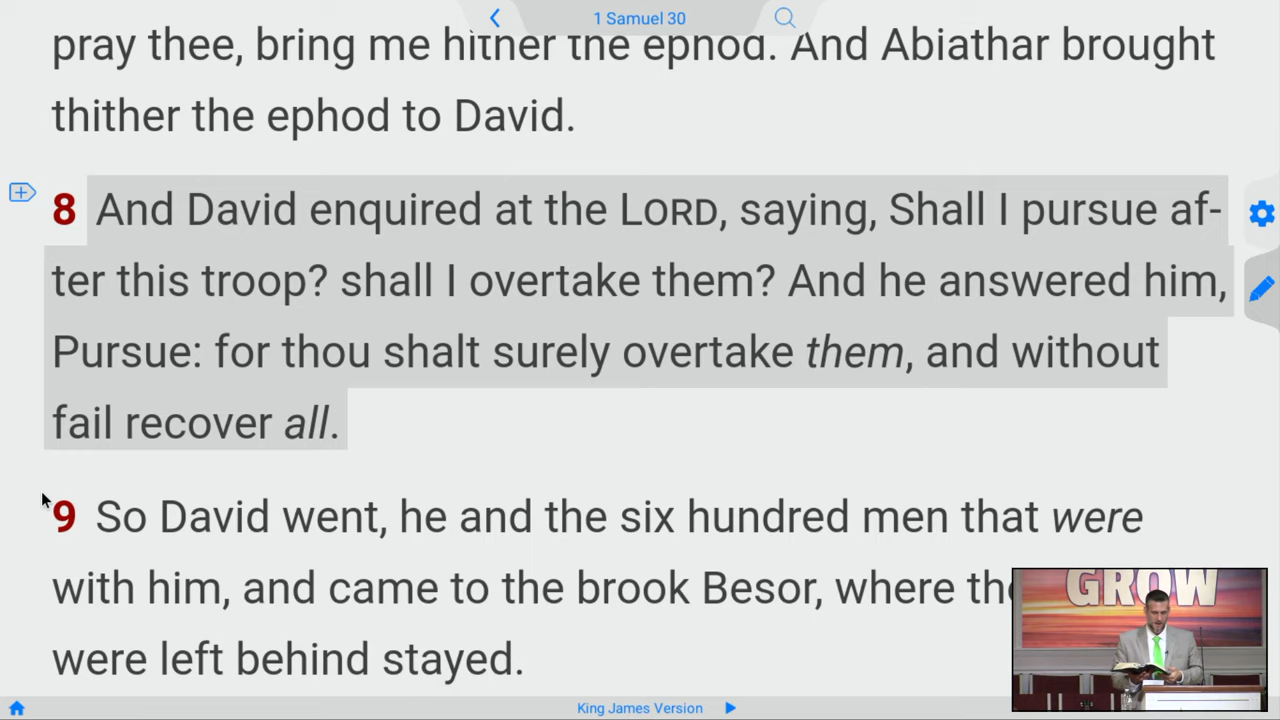 1 Samuel 30
pray thee, bring me hither the ephod. And Abiathar brought
thither the ephod to David.
8 And David enquired at the LORD, saying, Shall I pursue af-
ter this troop? shall I overtake them? And he answered him,
Pursue: for thou shalt surely overtake them, and without
fail recover all.
9 So David went, he and the six hundred men that were
with him, and came to the brook Besor, where
were left behind stayed.
GROW
King James Version